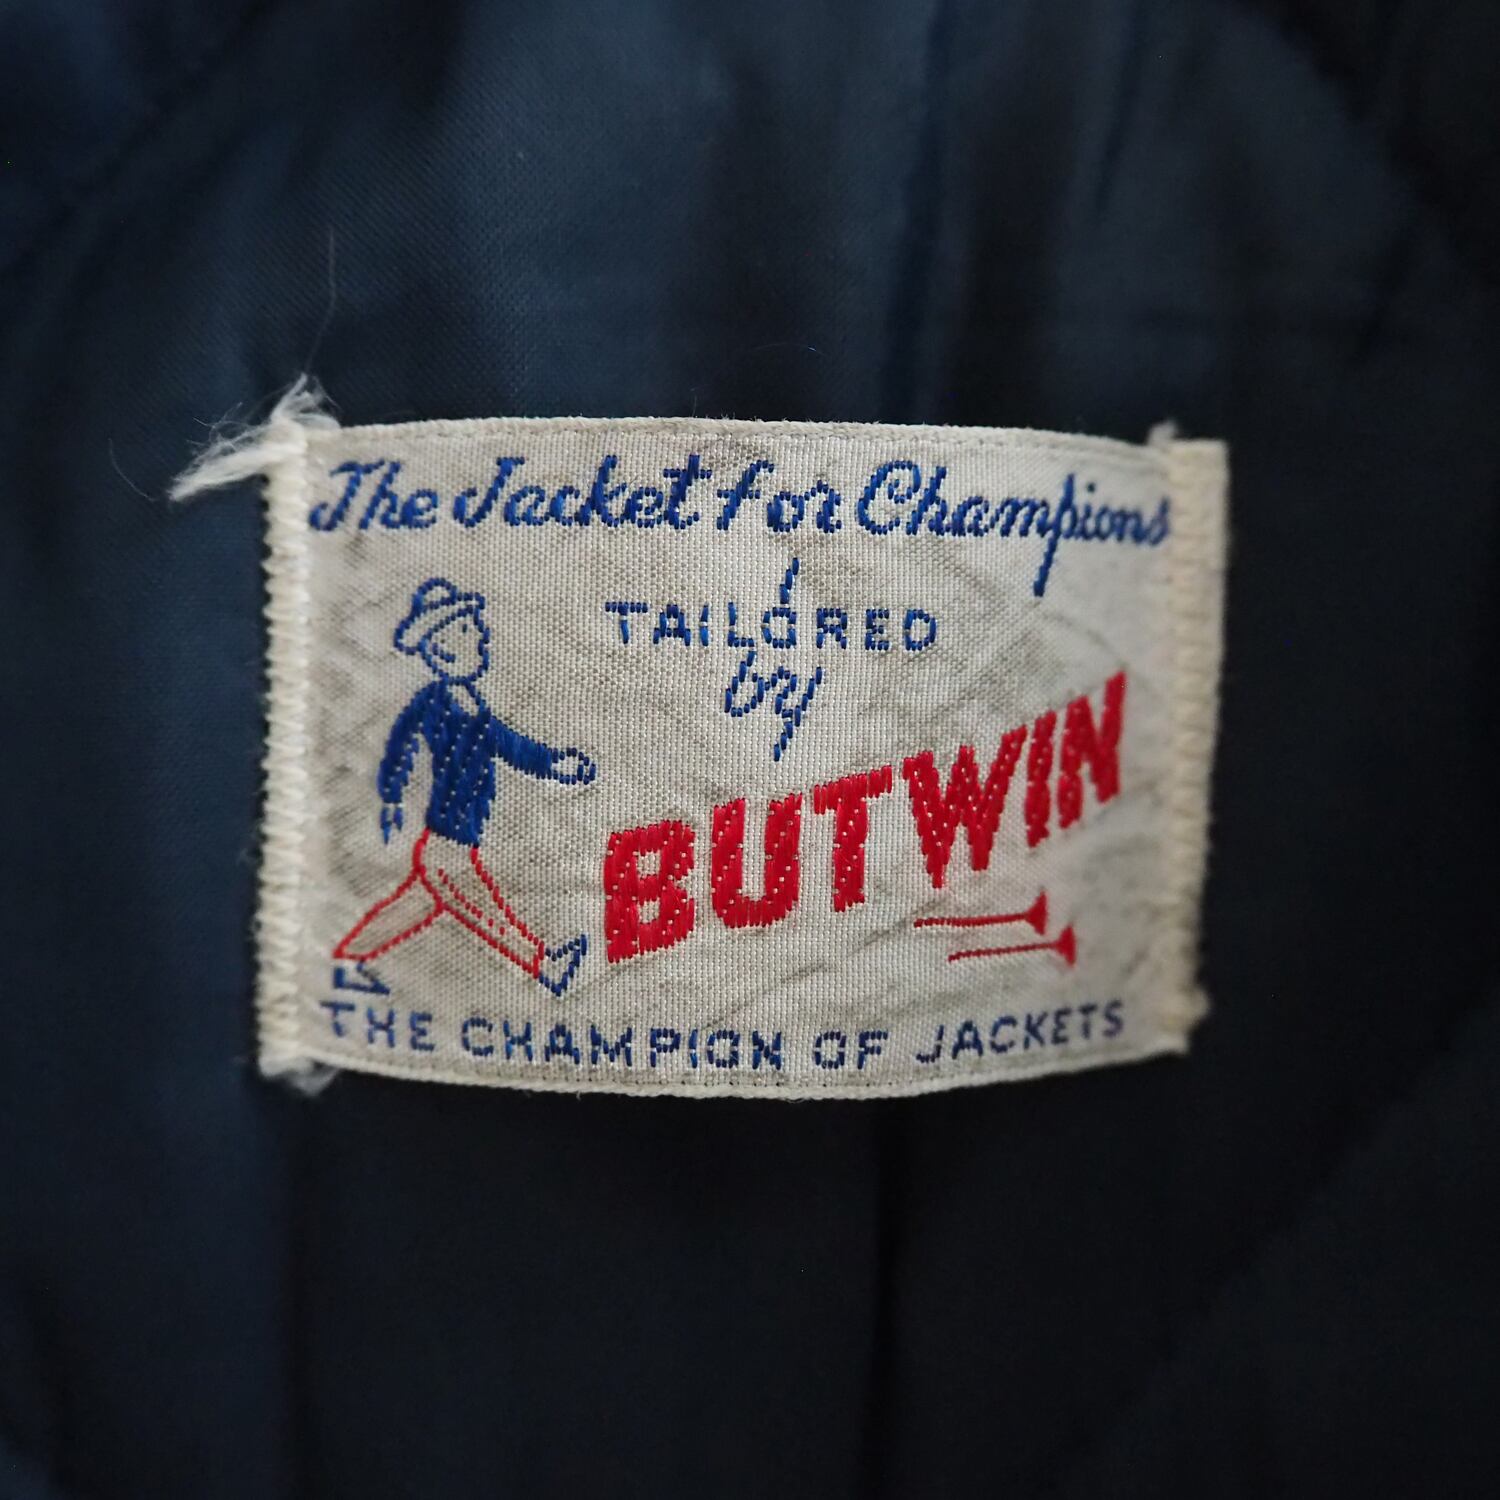 The Jacket for Champions
TAILORED
by
BUTWIN
THE CHAMPION OF JACKETS